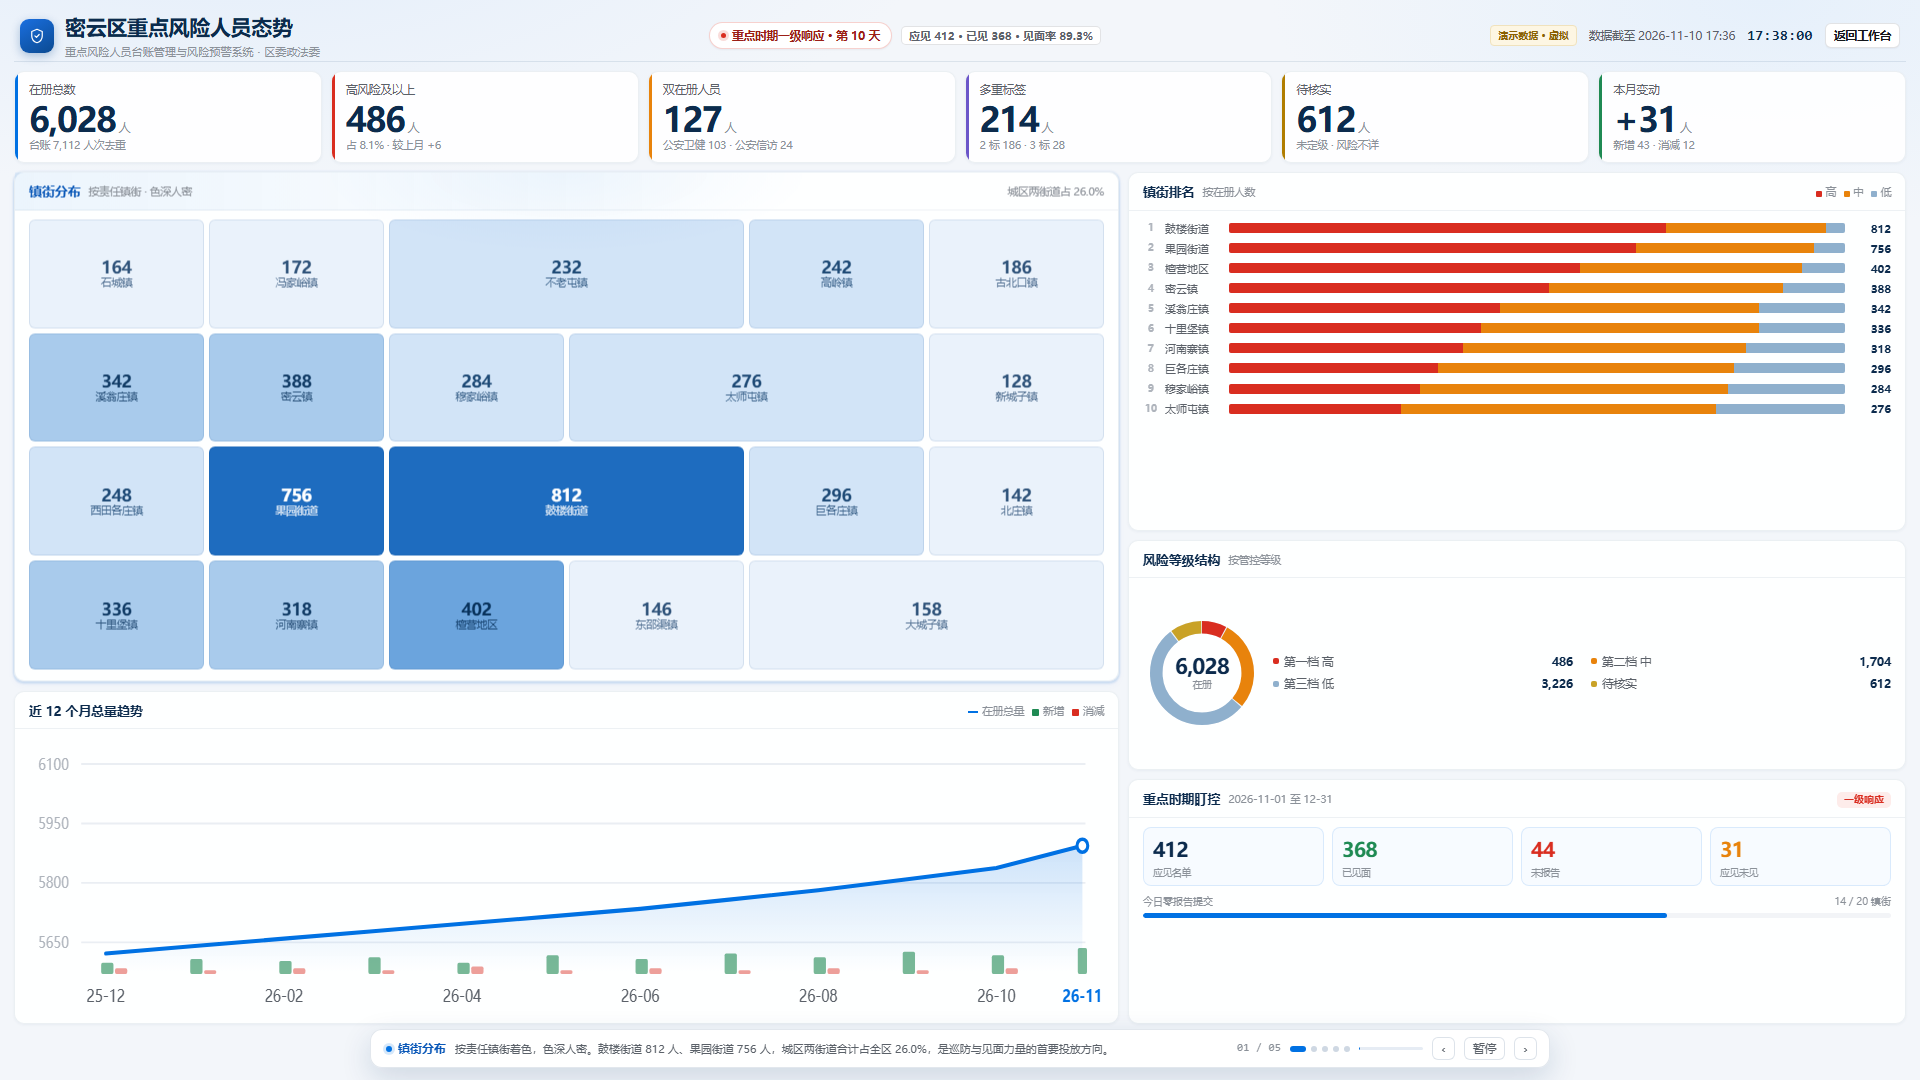 密云区重点风险人员态势
重点风险人员台账管理与风险预警系统 · 区委政法委
重点时期一级响应 • 第 10 天
应见 412 • 已见 368 • 见面率 89.3%
演示数据 • 虚拟
数据截至 2026-11-10 17:36
17:38:00
返回工作台
在册总数
6,028 人
台账 7,112 人次去重
高风险及以上
486 人
占 8.1% · 较上月 +6
双在册人员
127 人
公安卫健 103 · 公安信访 24
多重标签
214 人
2 标 186 · 3 标 28
待核实
612 人
未定级 · 风险不详
本月变动
+31 人
新增 43 · 消减 12
镇街分布 按责任镇街 · 色深人密
城区两街道占 26.0%
164
石城镇
172
冯家峪镇
232
不老屯镇
242
高岭镇
186
古北口镇
342
溪翁庄镇
388
密云镇
284
穆家峪镇
276
太师屯镇
128
新城子镇
248
西田各庄镇
756
果园街道
812
鼓楼街道
296
巨各庄镇
142
北庄镇
336
十里堡镇
318
河南寨镇
402
檀营地区
146
东邵渠镇
158
大城子镇
镇街排名 按在册人数
高 中 低
1 鼓楼街道 812
2 果园街道 756
3 檀营地区 402
4 密云镇 388
5 溪翁庄镇 342
6 十里堡镇 336
7 河南寨镇 318
8 巨各庄镇 296
9 穆家峪镇 284
10 太师屯镇 276
风险等级结构 按管控等级
6,028
在册
第一档 高 486
第二档 中 1,704
第三档 低 3,226
待核实 612
近 12 个月总量趋势
在册总量 新增 消减
6100
5950
5800
5650
25-12 26-02 26-04 26-06 26-08 26-10 26-11
重点时期盯控 2026-11-01 至 12-31
一级响应
412
应见名单
368
已见面
44
未报告
31
应见未见
今日零报告提交
14 / 20 镇街
镇街分布 按责任镇街着色，色深人密。鼓楼街道 812 人、果园街道 756 人，城区两街道合计占全区 26.0%，是巡防与见面力量的首要投放方向。
01 / 05
‹ 暂停 ›